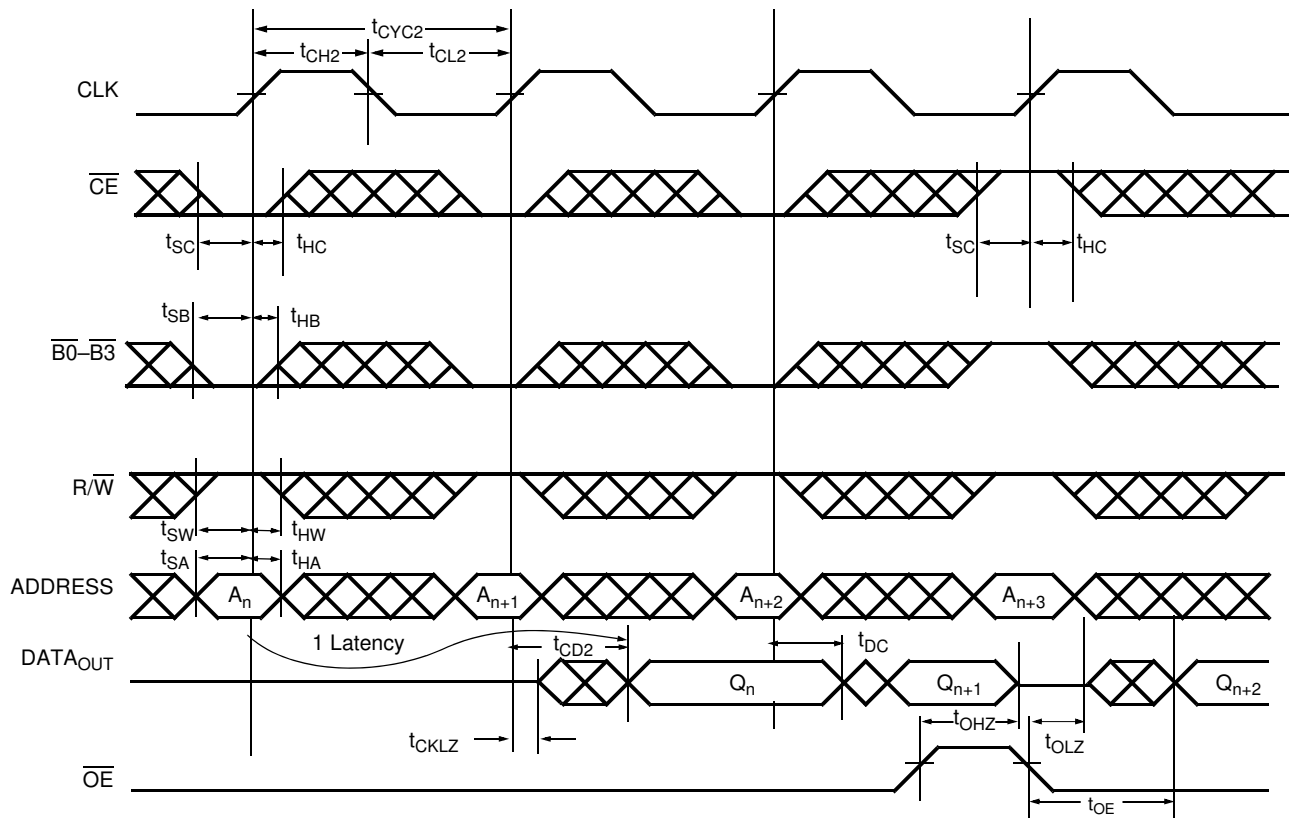 tCYC2
tCH2
tCL2
CLK
CE
tSC
tHC
tSC
tHC
tSB
tHB
B0–B3
R/W
tSW
tHW
tSA
tHA
ADDRESS
An
An+1
An+2
An+3
1 Latency
tCD2
tDC
DATAOUT
Qn
Qn+1
Qn+2
tOHZ
tCKLZ
tOLZ
OE
tOE